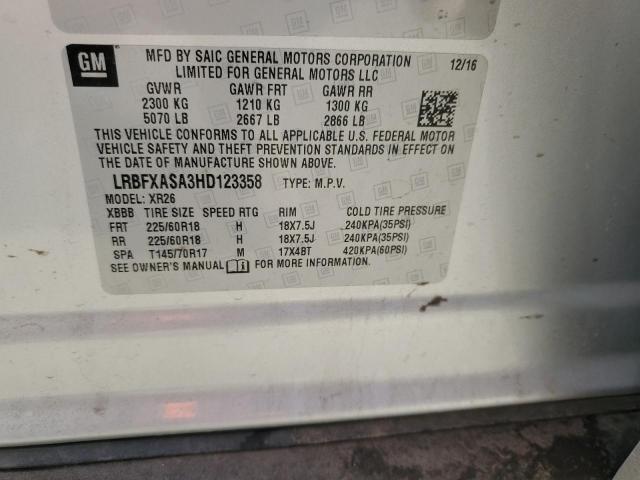 GM
MFD BY SAIC GENERAL MOTORS CORPORATION 12/16
LIMITED FOR GENERAL MOTORS LLC
GVWR GAWR FRT GAWR RR
2300 KG 1210 KG 1300 KG
5070 LB 2667 LB 2866 LB
THIS VEHICLE CONFORMS TO ALL APPLICABLE U.S. FEDERAL MOTOR
VEHICLE SAFETY AND THEFT PREVENTION STANDARDS IN EFFECT ON
THE DATE OF MANUFACTURE SHOWN ABOVE.
LRBFXASA3HD123358 TYPE: M.P.V.
MODEL: XR26
XBBB TIRE SIZE SPEED RTG RIM COLD TIRE PRESSURE
FRT 225/60R18 H 18X7.5J 240KPA(35PSI)
RR 225/60R18 H 18X7.5J 240KPA(35PSI)
SPA T145/70R17 M 17X4BT 420KPA(60PSI)
SEE OWNER'S MANUAL FOR MORE INFORMATION.